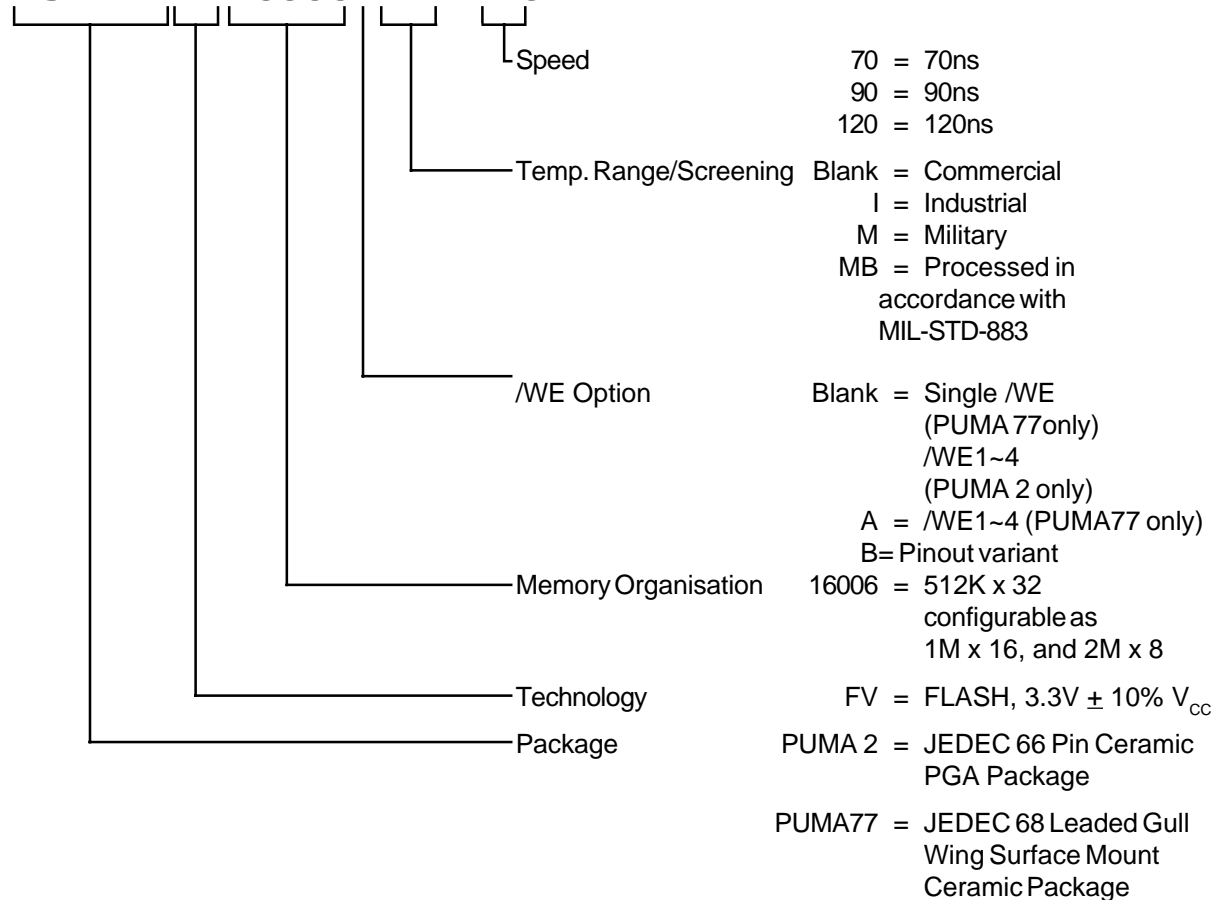 Speed 70 = 70ns
90 = 90ns
120 = 120ns
Temp. Range/Screening Blank = Commercial
I = Industrial
M = Military
MB = Processed in
accordance with
MIL-STD-883
/WE Option Blank = Single /WE
(PUMA 77 only)
/WE1~4
(PUMA 2 only)
A = /WE1~4 (PUMA77 only)
B= Pinout variant
Memory Organisation 16006 = 512K x 32
configurable as
1M x 16, and 2M x 8
Technology FV = FLASH, 3.3V ± 10% VCC
Package PUMA 2 = JEDEC 66 Pin Ceramic
PGA Package
PUMA77 = JEDEC 68 Leaded Gull
Wing Surface Mount
Ceramic Package